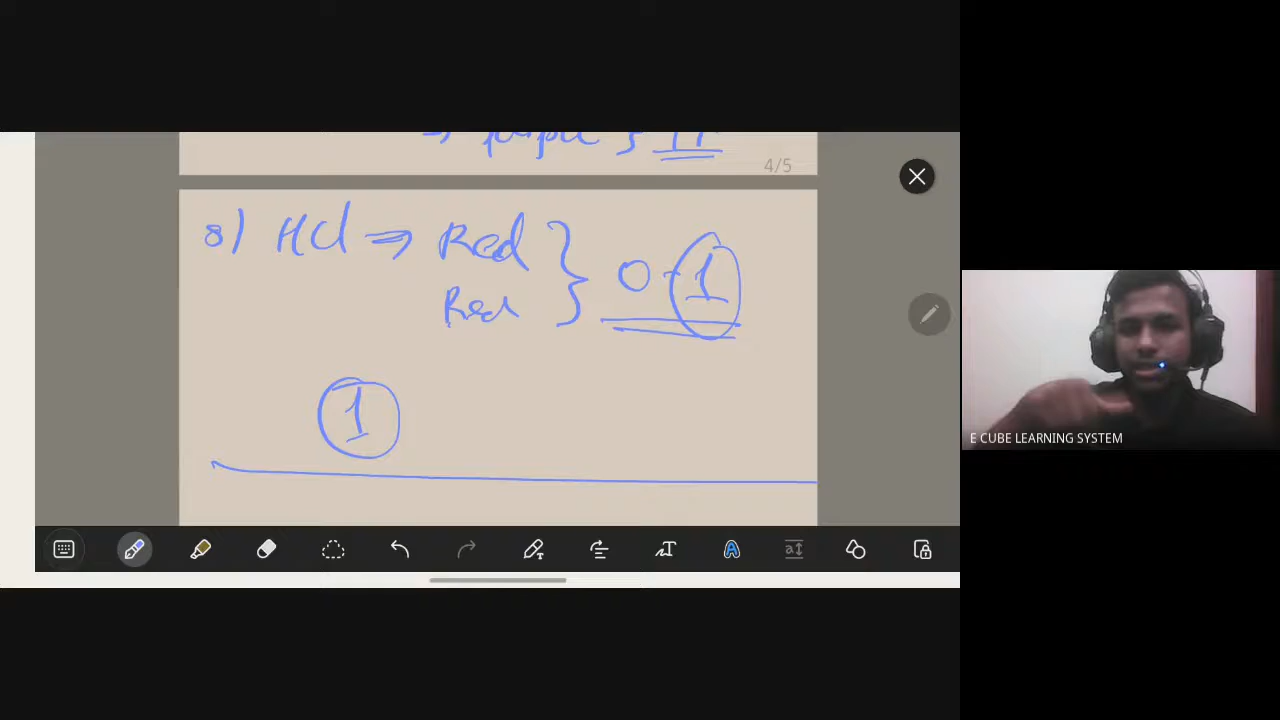 4/5
8) HCl ⇒ Red } 0-1
Red
1
E CUBE LEARNING SYSTEM